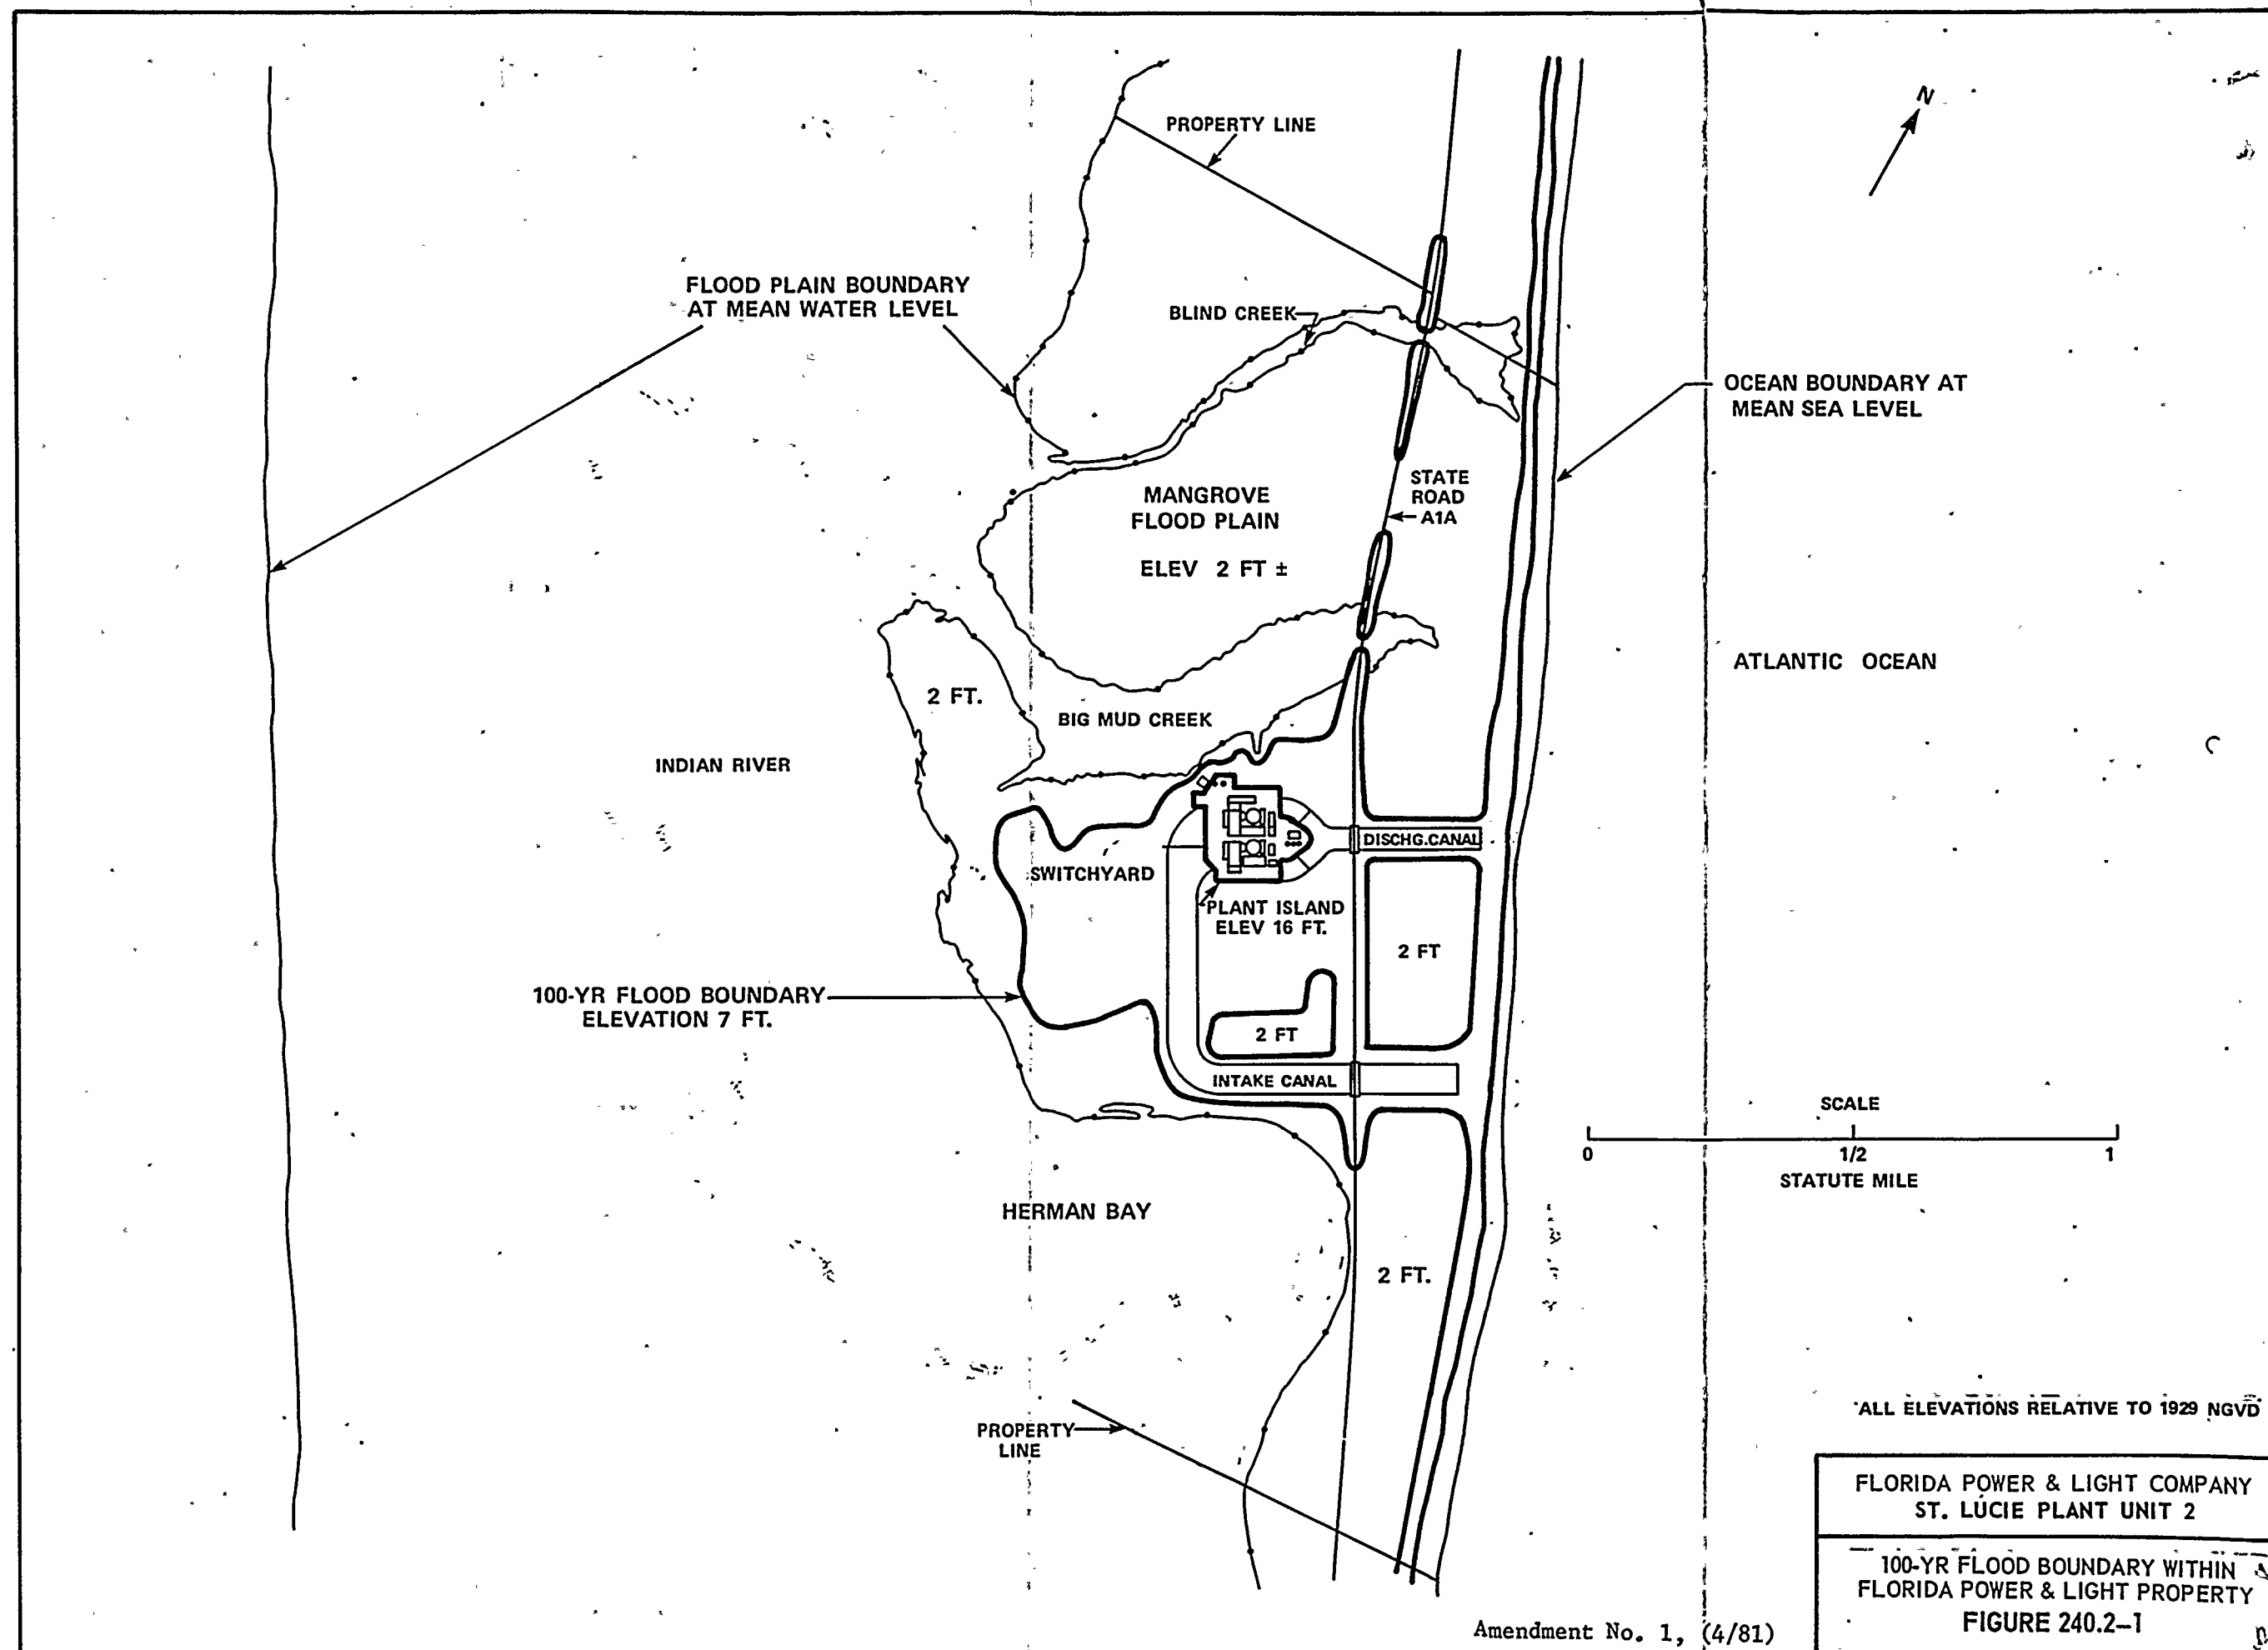 N
PROPERTY LINE
FLOOD PLAIN BOUNDARY
AT MEAN WATER LEVEL
BLIND CREEK
OCEAN BOUNDARY AT
MEAN SEA LEVEL
STATE
ROAD
A1A
MANGROVE
FLOOD PLAIN
ELEV 2 FT ±
ATLANTIC OCEAN
2 FT.
BIG MUD CREEK
INDIAN RIVER
DISCHG.CANAL
SWITCHYARD
PLANT ISLAND
ELEV 16 FT.
2 FT
100-YR FLOOD BOUNDARY
ELEVATION 7 FT.
2 FT
INTAKE CANAL
SCALE
0 1/2 1
STATUTE MILE
HERMAN BAY
2 FT.
PROPERTY
LINE
ALL ELEVATIONS RELATIVE TO 1929 NGVD
FLORIDA POWER & LIGHT COMPANY
ST. LUCIE PLANT UNIT 2
100-YR FLOOD BOUNDARY WITHIN
FLORIDA POWER & LIGHT PROPERTY
FIGURE 240.2-1
Amendment No. 1, (4/81)